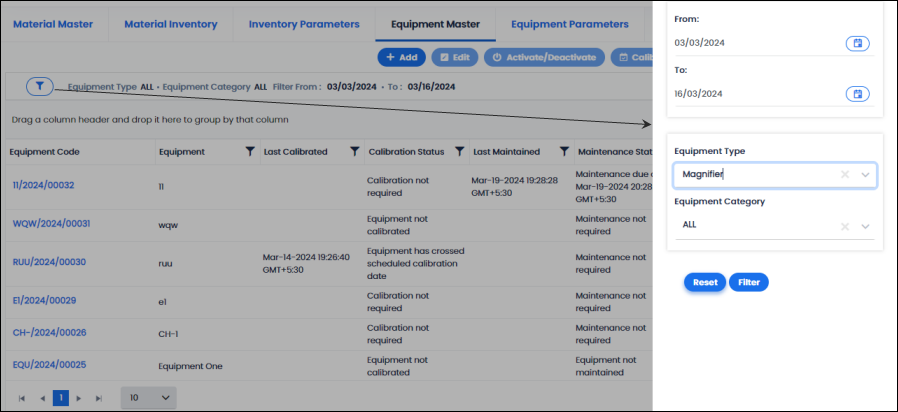 Material Master Material Inventory Inventory Parameters Equipment Master Equipment Parameters
+ Add Edit Activate/Deactivate Calib
Equipment Type ALL • Equipment Category ALL Filter From : 03/03/2024 • To : 03/16/2024
Drag a column header and drop it here to group by that column
Equipment Code Equipment Last Calibrated Calibration Status Last Maintained Maintenance Stat
11/2024/00032 11 Calibration not required Mar-19-2024 19:28:28 GMT+5:30 Maintenance due Mar-19-2024 20:28 GMT+5:30
WQW/2024/00031 wqw Equipment not calibrated Maintenance not required
RUU/2024/00030 ruu Mar-14-2024 19:26:40 GMT+5:30 Equipment has crossed scheduled calibration date Maintenance not required
E1/2024/00029 e1 Calibration not required Maintenance not required
CH-/2024/00026 CH-1 Calibration not required Maintenance not required
EQU/2024/00025 Equipment One Equipment not calibrated Equipment not maintained
1 10
From:
03/03/2024
To:
16/03/2024
Equipment Type
Magnifier
Equipment Category
ALL
Reset Filter